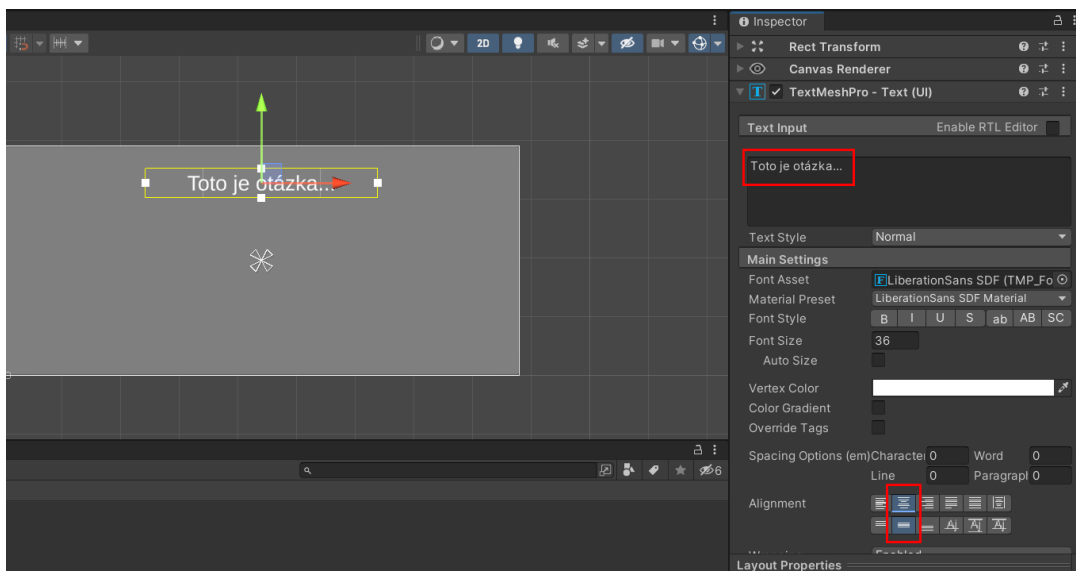 Inspector
2D
Rect Transform
Canvas Renderer
TextMeshPro - Text (UI)
Text Input Enable RTL Editor
Toto je otázka...
Toto je otázka...
Text Style Normal
Main Settings
Font Asset LiberationSans SDF (TMP_Fo
Material Preset LiberationSans SDF Material
Font Style B I U S ab AB SC
Font Size 36
Auto Size
Vertex Color
Color Gradient
Override Tags
Spacing Options (em) Character 0 Word 0
6
Line 0 Paragrapl 0
Alignment
Layout Properties